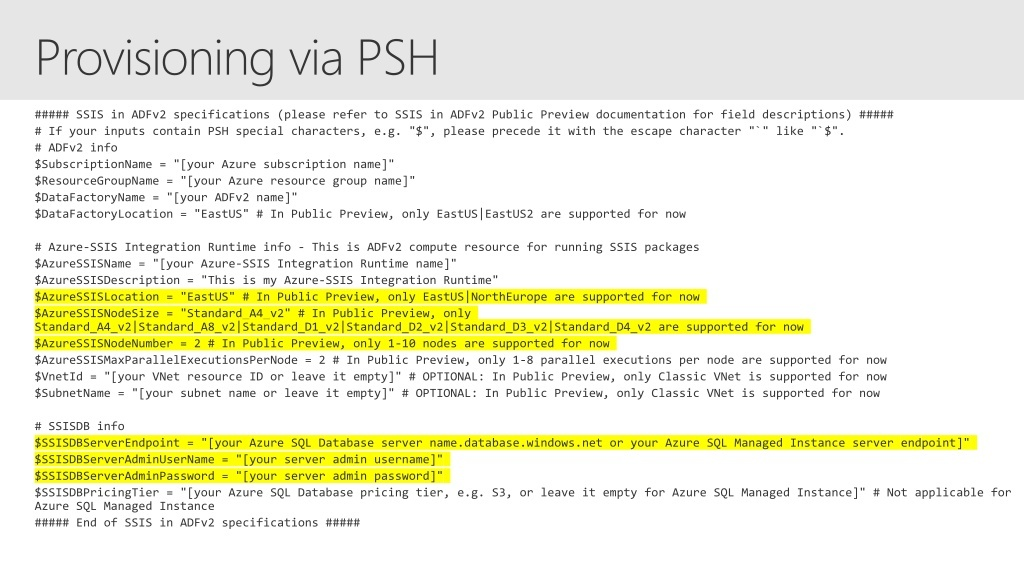 Provisioning via PSH
##### SSIS in ADFv2 specifications (please refer to SSIS in ADFv2 Public Preview documentation for field descriptions) #####
# If your inputs contain PSH special characters, e.g. "$", please precede it with the escape character "`" like "`$".
# ADFv2 info
$SubscriptionName = "[your Azure subscription name]"
$ResourceGroupName = "[your Azure resource group name]"
$DataFactoryName = "[your ADFv2 name]"
$DataFactoryLocation = "EastUS" # In Public Preview, only EastUS|EastUS2 are supported for now
# Azure-SSIS Integration Runtime info - This is ADFv2 compute resource for running SSIS packages
$AzureSSISName = "[your Azure-SSIS Integration Runtime name]"
$AzureSSISDescription = "This is my Azure-SSIS Integration Runtime"
$AzureSSISLocation = "EastUS" # In Public Preview, only EastUS|NorthEurope are supported for now
$AzureSSISNodeSize = "Standard_A4_v2" # In Public Preview, only
Standard_A4_v2|Standard_A8_v2|Standard_D1_v2|Standard_D2_v2|Standard_D3_v2|Standard_D4_v2 are supported for now
$AzureSSISNodeNumber = 2 # In Public Preview, only 1-10 nodes are supported for now
$AzureSSISMaxParallelExecutionsPerNode = 2 # In Public Preview, only 1-8 parallel executions per node are supported for now
$VnetId = "[your VNet resource ID or leave it empty]" # OPTIONAL: In Public Preview, only Classic VNet is supported for now
$SubnetName = "[your subnet name or leave it empty]" # OPTIONAL: In Public Preview, only Classic VNet is supported for now
# SSISDB info
$SSISDBServerEndpoint = "[your Azure SQL Database server name.database.windows.net or your Azure SQL Managed Instance server endpoint]"
$SSISDBServerAdminUserName = "[your server admin username]"
$SSISDBServerAdminPassword = "[your server admin password]"
$SSISDBPricingTier = "[your Azure SQL Database pricing tier, e.g. S3, or leave it empty for Azure SQL Managed Instance]" # Not applicable for
Azure SQL Managed Instance
##### End of SSIS in ADFv2 specifications #####